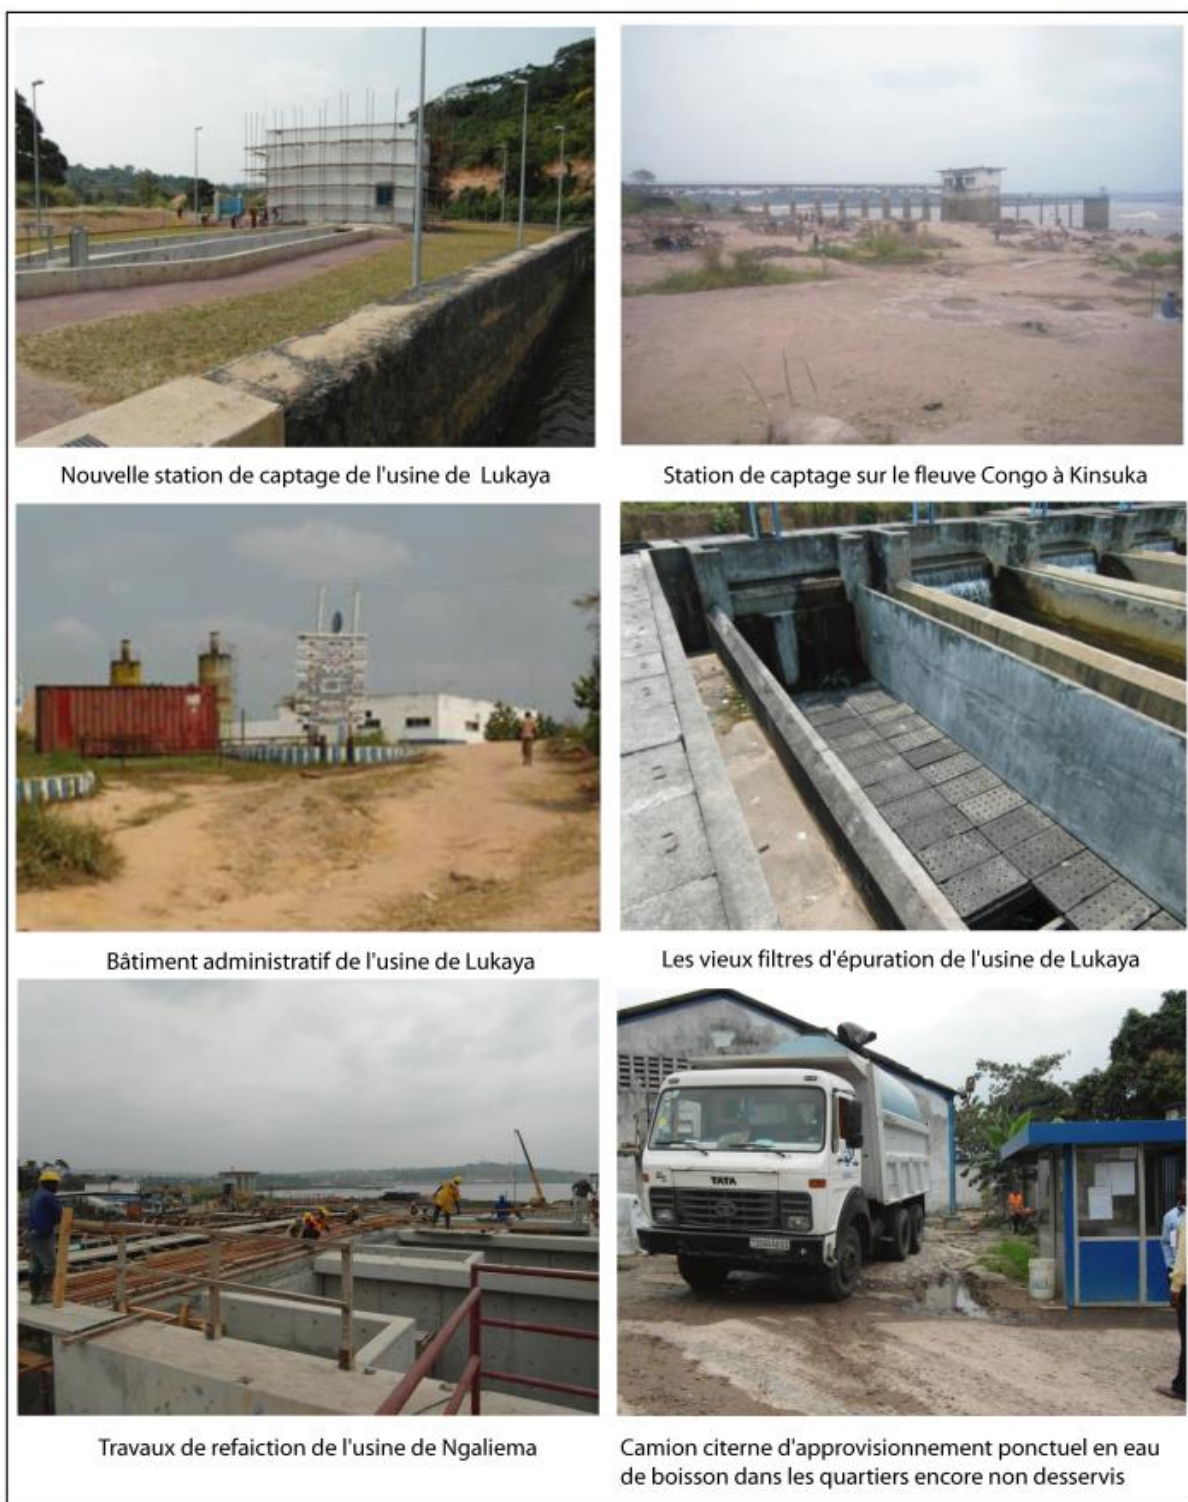 Nouvelle station de captage de l'usine de Lukaya
Station de captage sur le fleuve Congo à Kinsuka
Bâtiment administratif de l'usine de Lukaya
Les vieux filtres d'épuration de l'usine de Lukaya
TATA
Travaux de refaiction de l'usine de Ngaliema
Camion citerne d'approvisionnement ponctuel en eau
de boisson dans les quartiers encore non desservis